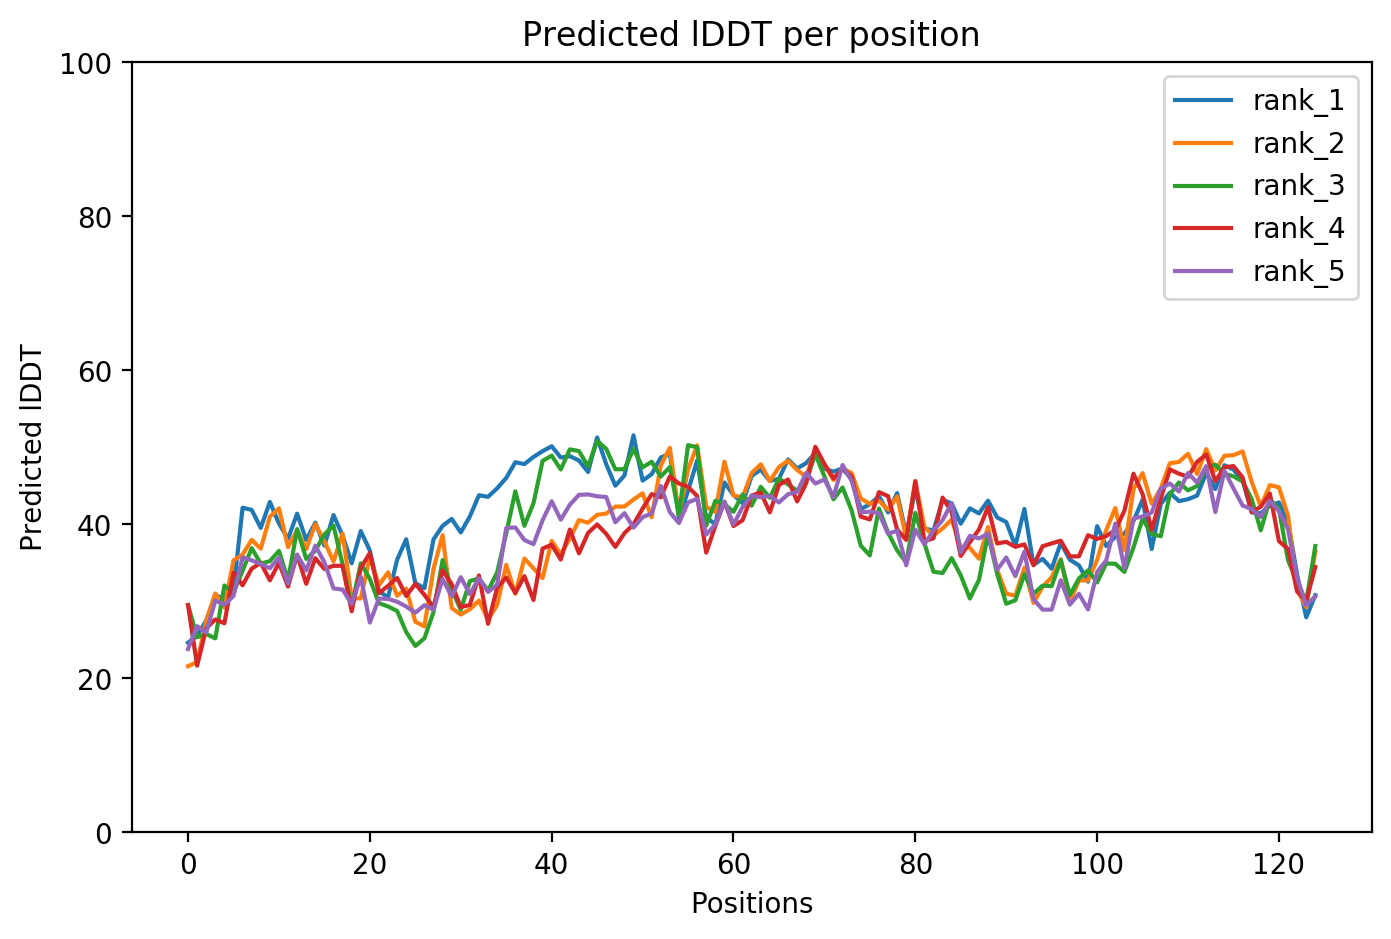 Predicted lDDT per position
100
80
60
40
20
0
Predicted lDDT
0 20 40 60 80 100 120
Positions
rank_1
rank_2
rank_3
rank_4
rank_5